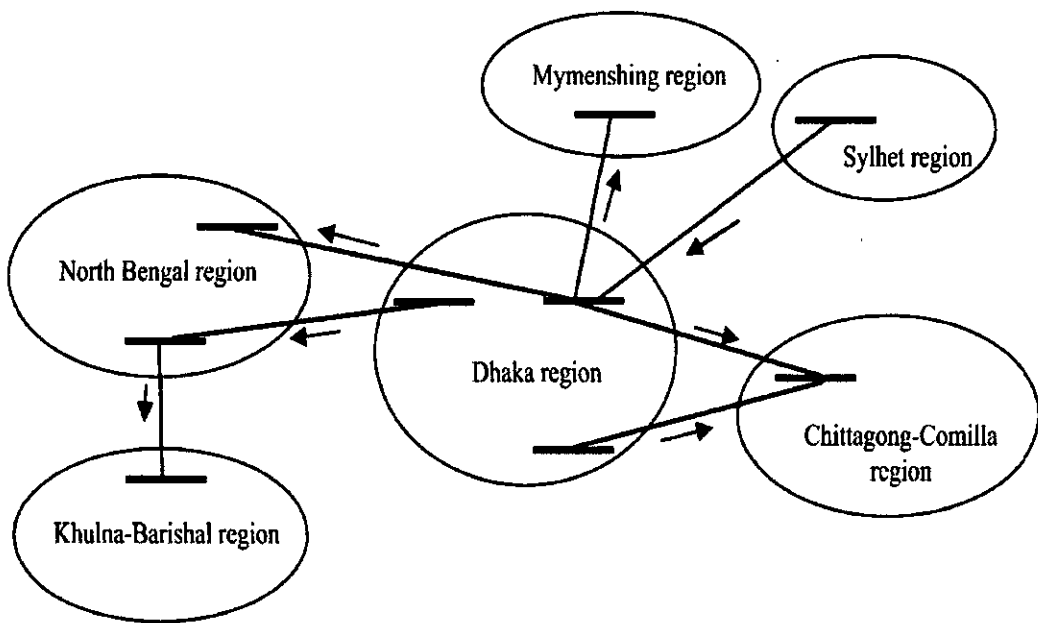 Mymenshing region
Sylhet region
North Bengal region
Dhaka region
Chittagong-Comilla
region
Khulna-Barishal region